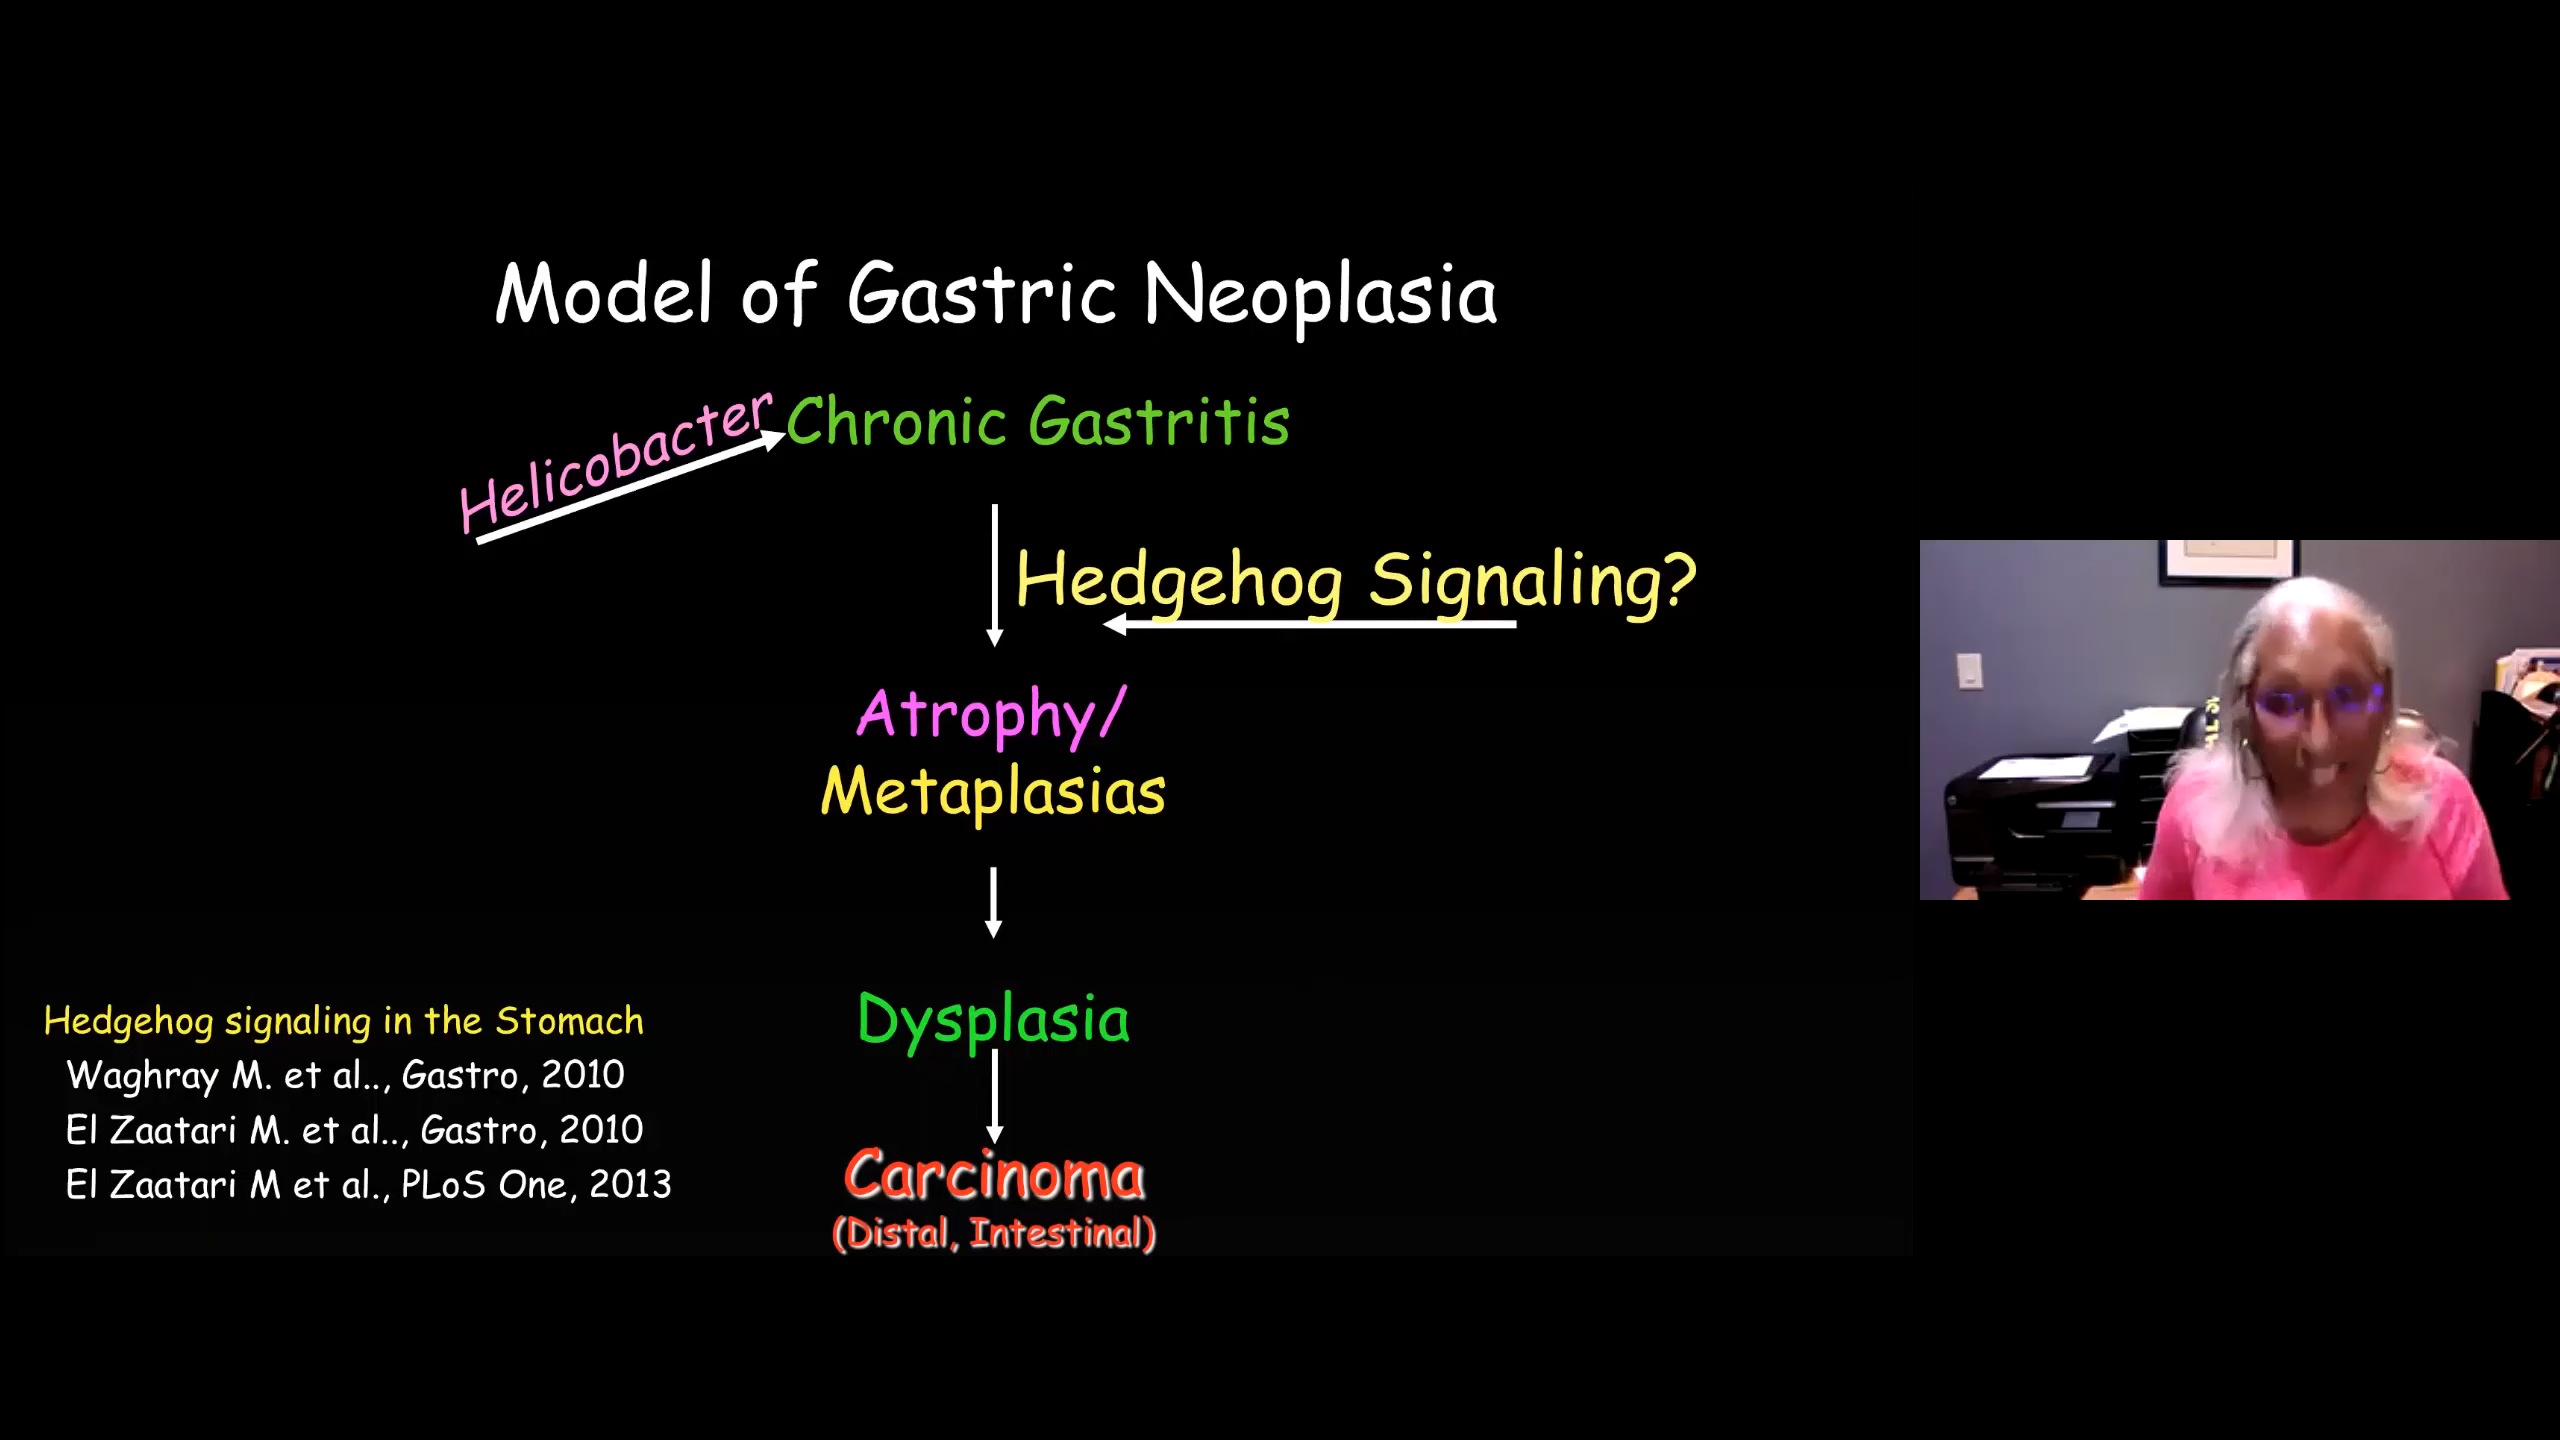 Model of Gastric Neoplasia
Helicobacter
Chronic Gastritis
Hedgehog Signaling?
Atrophy/
Metaplasias
Dysplasia
Carcinoma
(Distal, Intestinal)
Hedgehog signaling in the Stomach
Waghray M. et al.., Gastro, 2010
El Zaatari M. et al.., Gastro, 2010
El Zaatari M et al., PLoS One, 2013